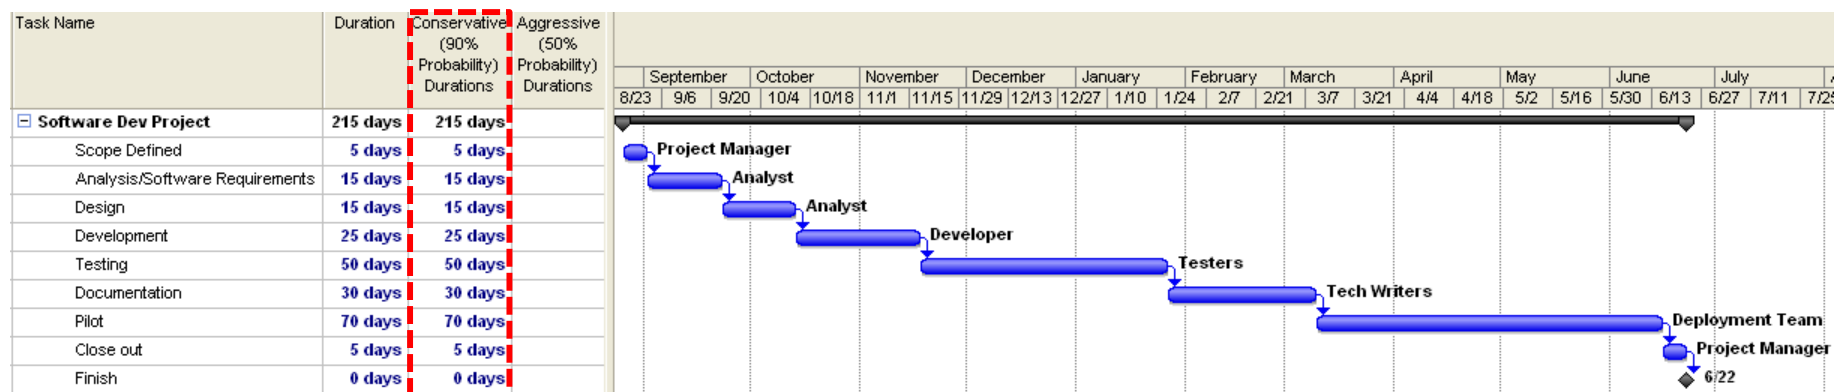 Task Name Duration Conservative Aggressive
(90% (50%
Probability) Probability)
Durations Durations
September October November December January February March April May June July
8/23 9/6 9/20 10/4 10/18 11/1 11/15 11/29 12/13 12/27 1/10 1/24 2/7 2/21 3/7 3/21 4/4 4/18 5/2 5/16 5/30 6/13 6/27 7/11 7/25
Software Dev Project 215 days 215 days
Scope Defined 5 days 5 days Project Manager
Analysis/Software Requirements 15 days 15 days Analyst
Design 15 days 15 days Analyst
Development 25 days 25 days Developer
Testing 50 days 50 days Testers
Documentation 30 days 30 days Tech Writers
Pilot 70 days 70 days Deployment Team
Close out 5 days 5 days Project Manager
Finish 0 days 0 days 6/22